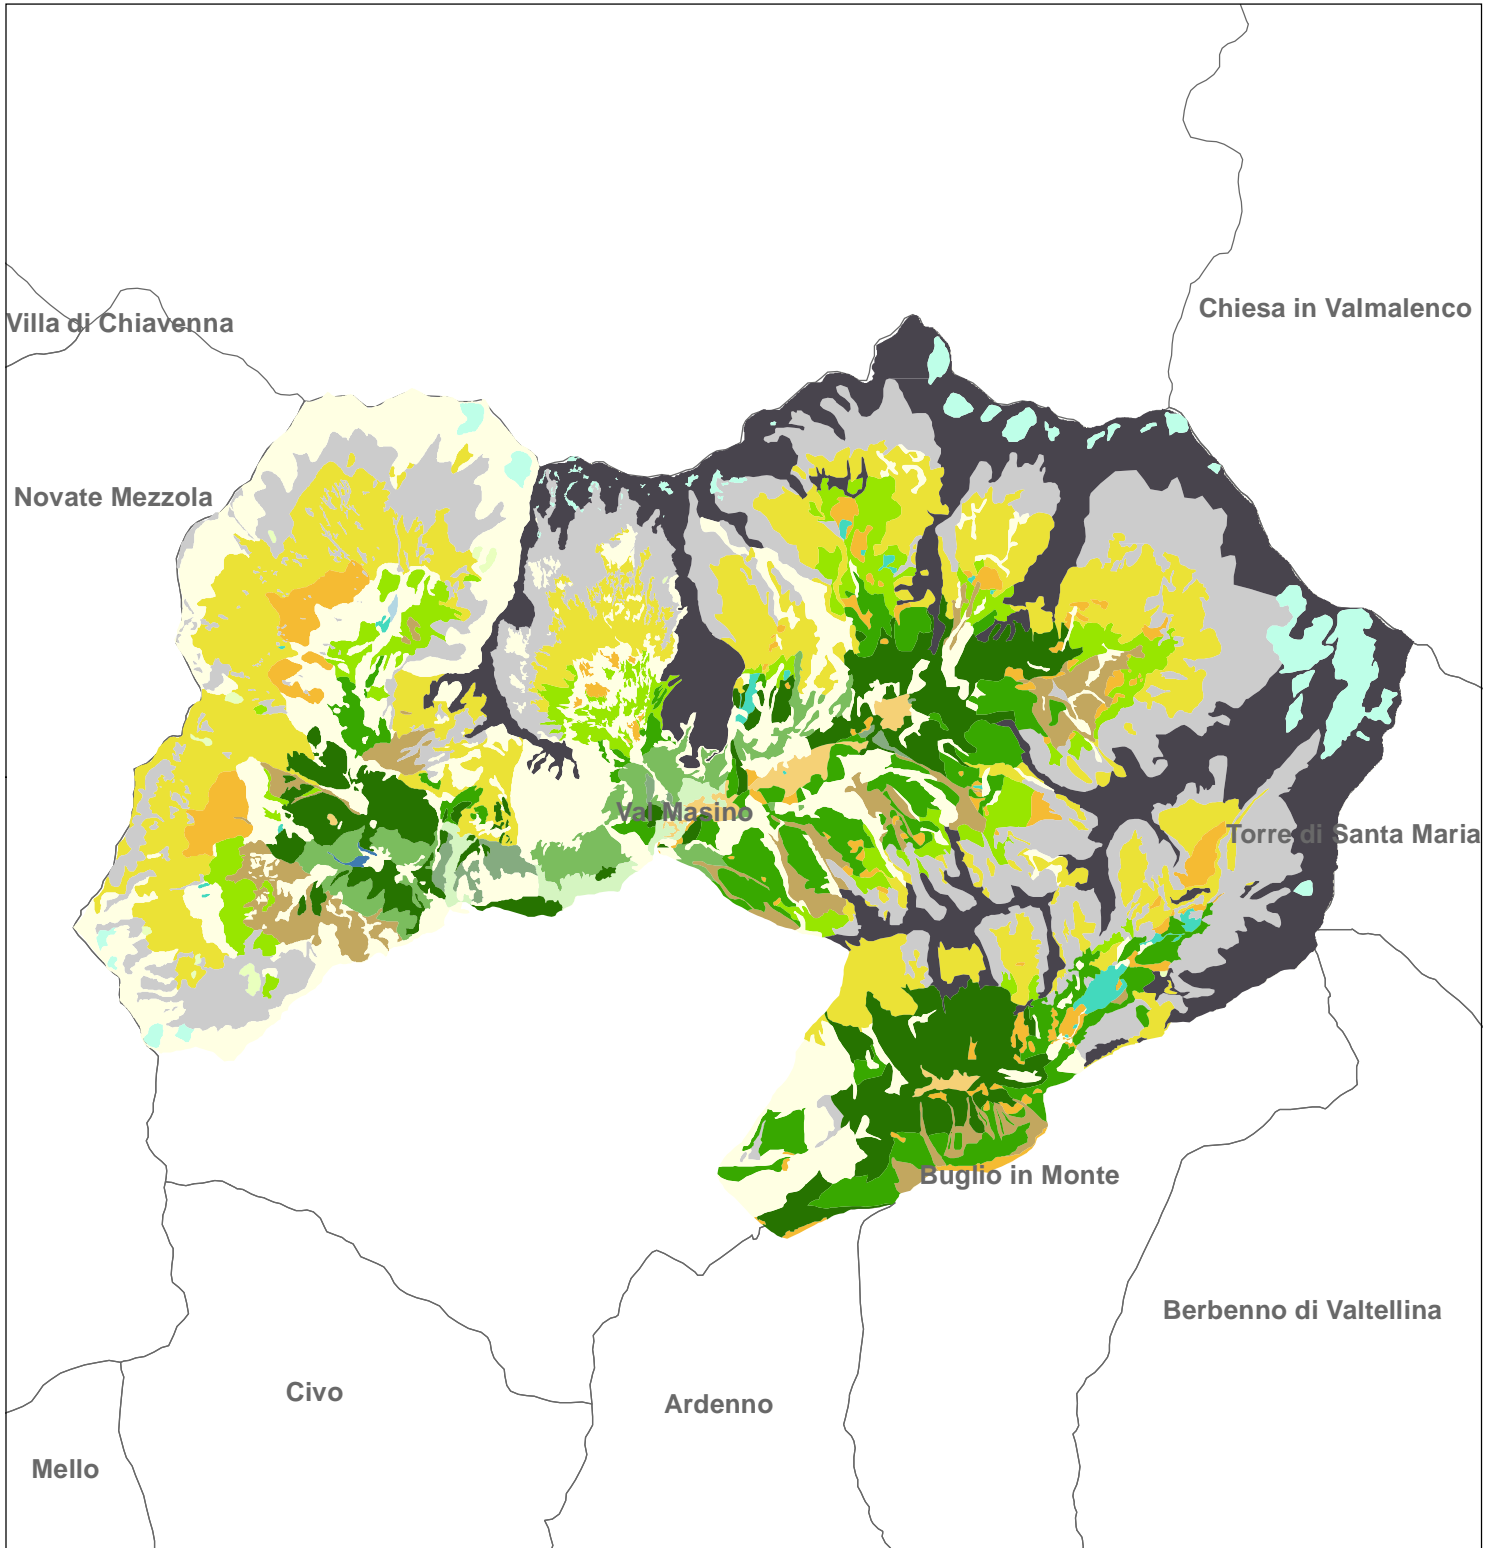 Chiesa in Valmalenco
Villa di Chiavenna
Novate Mezzola
Val Masino
Torre di Santa Maria
Buglio in Monte
Berbenno di Valtellina
Civo
Ardenno
Mello